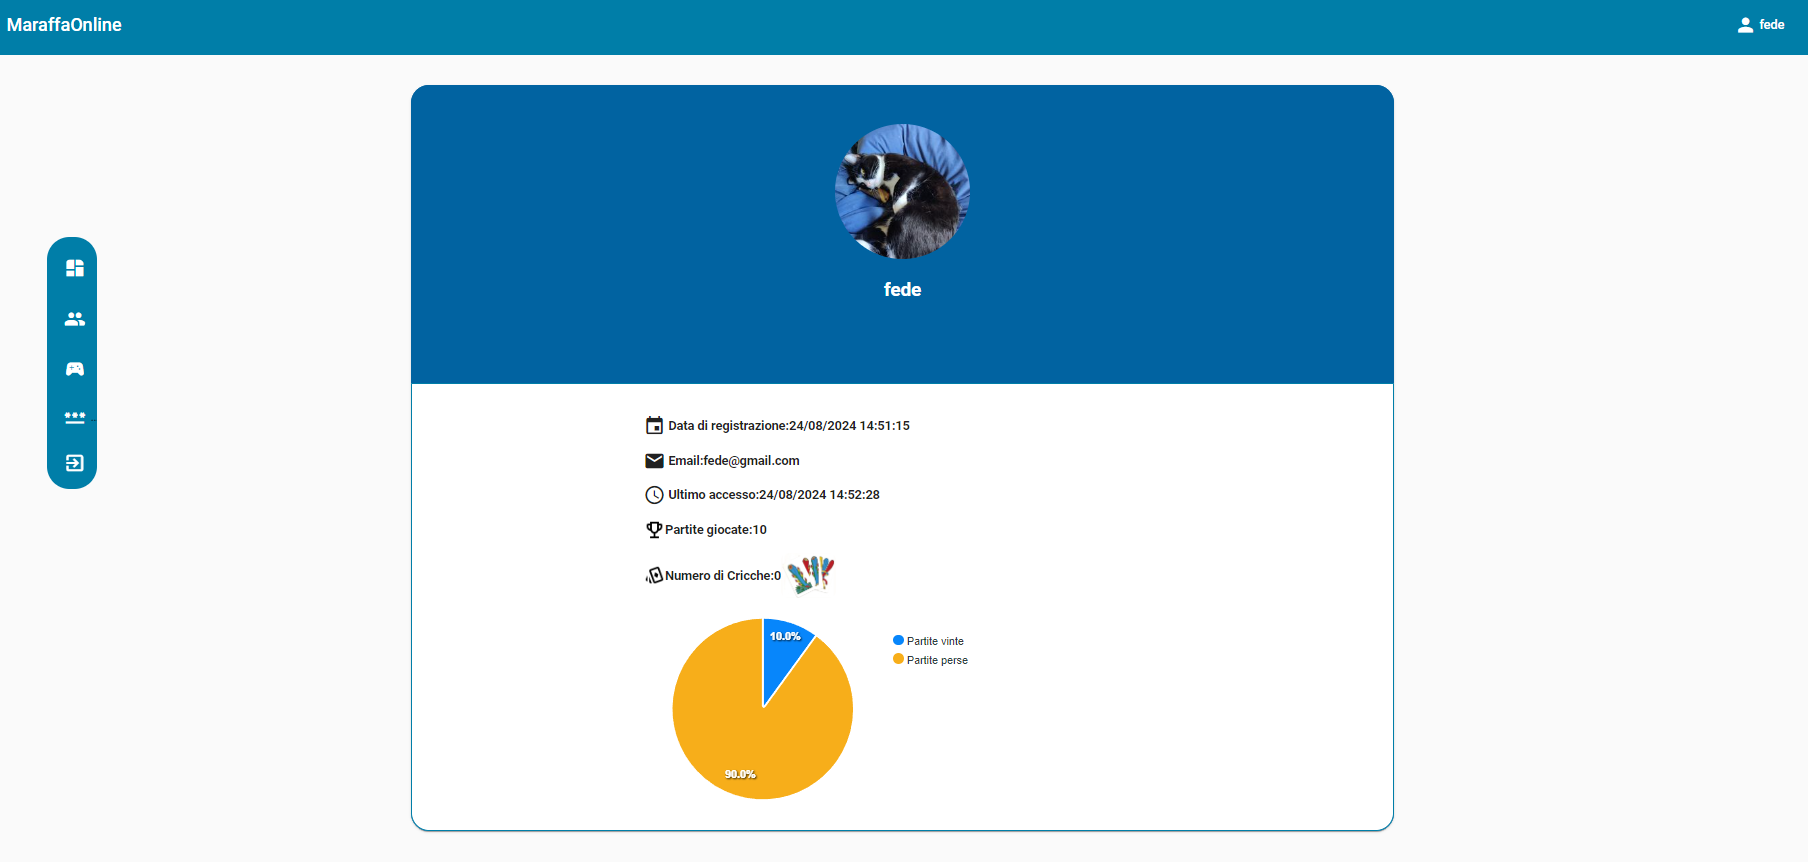 MaraffaOnline
fede
fede
Data di registrazione:24/08/2024 14:51:15
Email:fede@gmail.com
Ultimo accesso:24/08/2024 14:52:28
Partite giocate:10
Numero di Cricche:0
10.0%
90.0%
Partite vinte
Partite perse